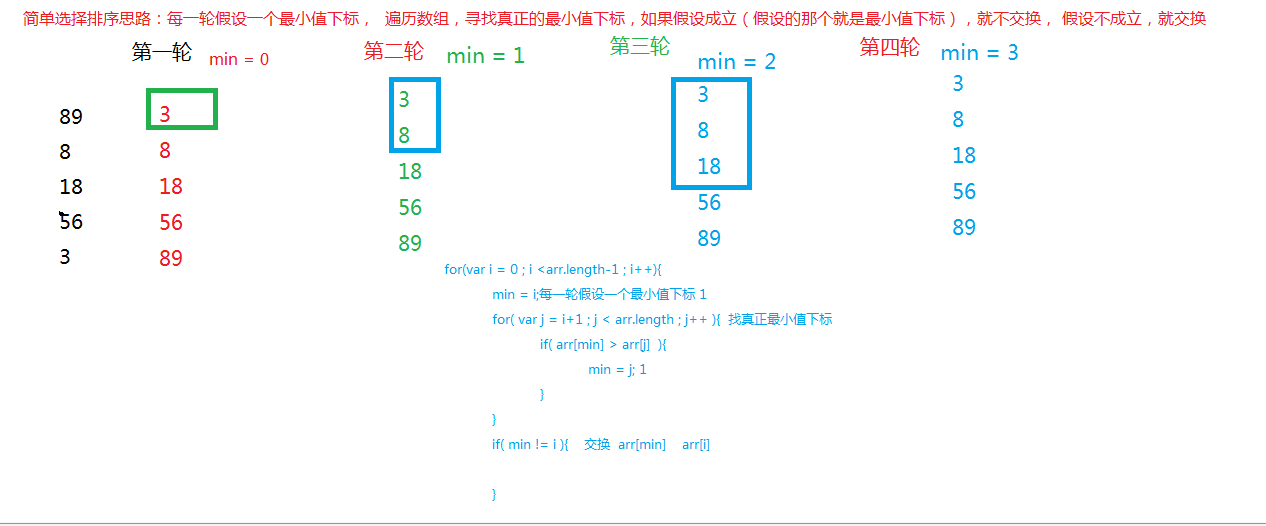 简单选择排序思路：每一轮假设一个最小值下标， 遍历数组，寻找真正的最小值下标，如果假设成立（假设的那个就是最小值下标），就不交换， 假设不成立，就交换
第一轮 min = 0 第二轮 min = 1 第三轮 min = 2 第四轮 min = 3
89 3 3 3 3
8 8 8 8 8
18 18 18 18 18
56 56 56 56 56
3 89 89 89 89
for(var i = 0 ; i <arr.length-1 ; i++){
min = i;每一轮假设一个最小值下标 1
for( var j = i+1 ; j < arr.length ; j++ ){ 找真正最小值下标
if( arr[min] > arr[j] ){
min = j; 1
}
}
if( min != i ){ 交换 arr[min] arr[i]
}